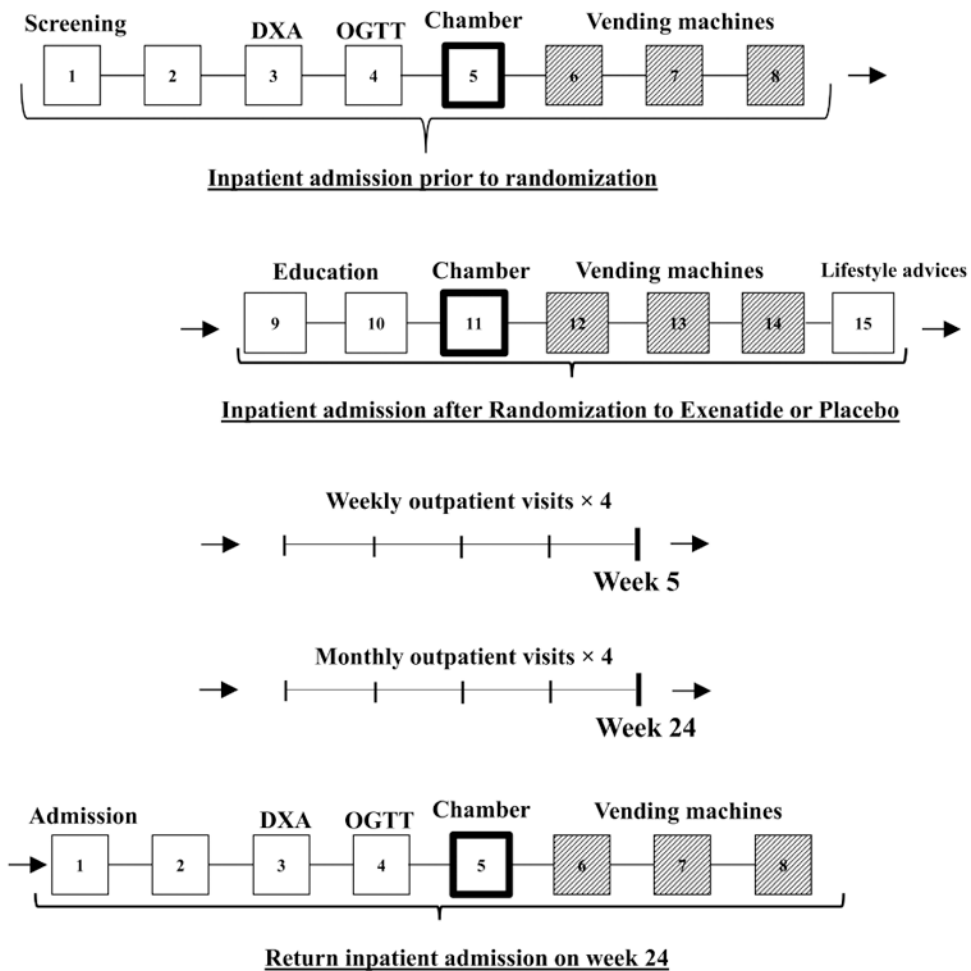 Screening DXA OGTT Chamber Vending machines
1 2 3 4 5 6 7 8
Inpatient admission prior to randomization
Education Chamber Vending machines Lifestyle advices
9 10 11 12 13 14 15
Inpatient admission after Randomization to Exenatide or Placebo
Weekly outpatient visits × 4
Week 5
Monthly outpatient visits × 4
Week 24
Admission DXA OGTT Chamber Vending machines
1 2 3 4 5 6 7 8
Return inpatient admission on week 24